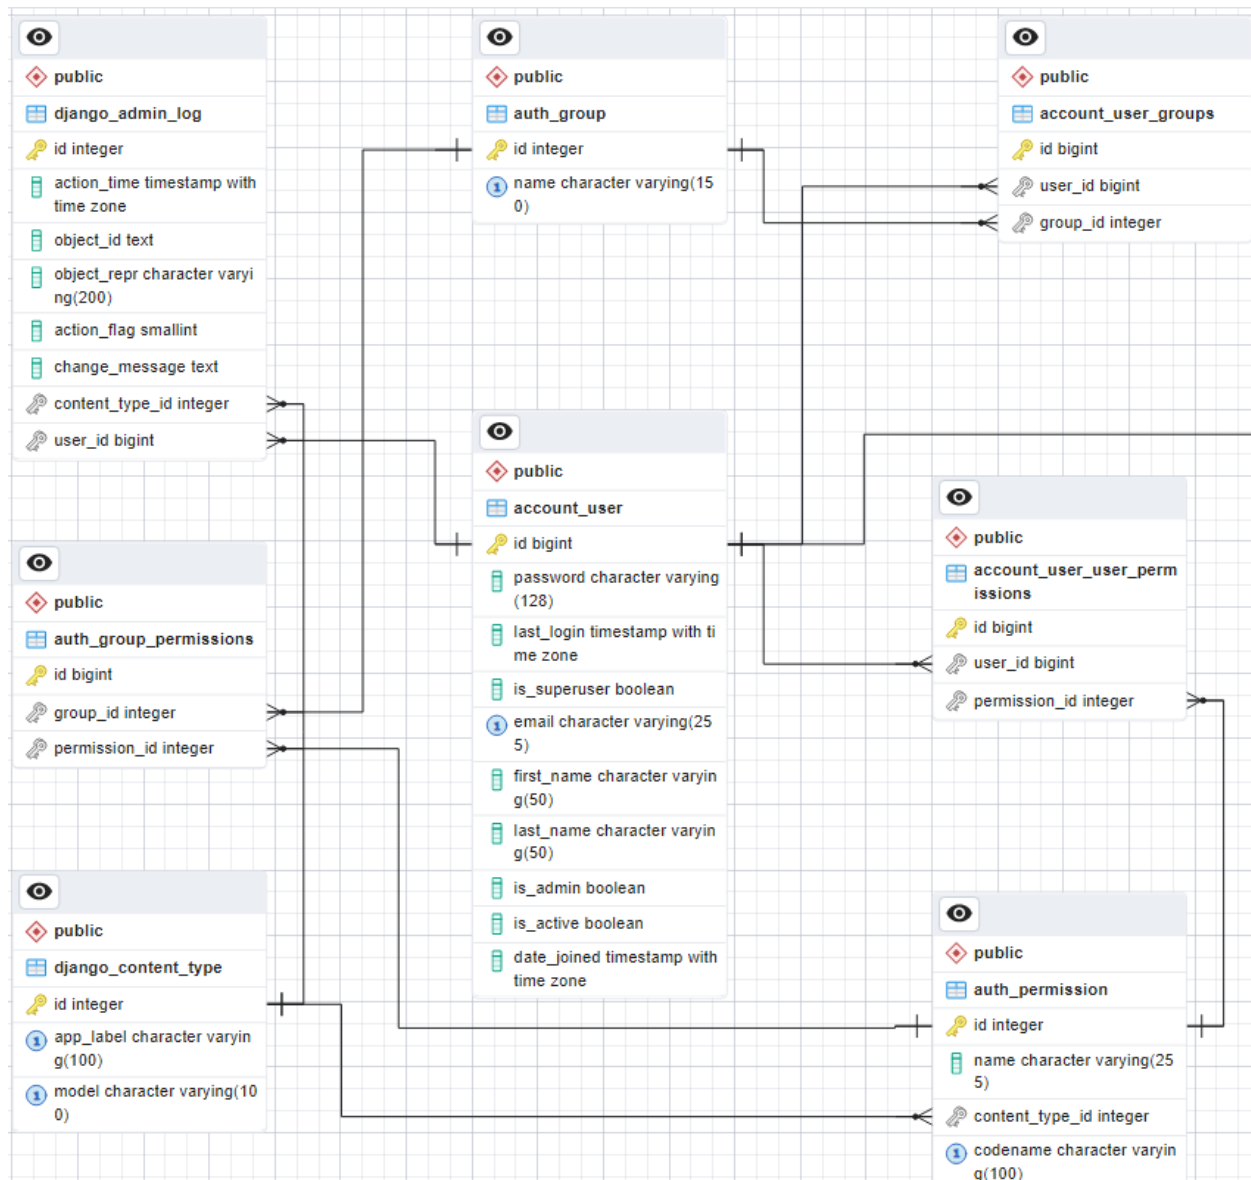 public
django_admin_log
id integer
action_time timestamp with
time zone
object_id text
object_repr character varyi
ng(200)
action_flag smallint
change_message text
content_type_id integer
user_id bigint
public
auth_group_permissions
id bigint
group_id integer
permission_id integer
public
django_content_type
id integer
1 app_label character varyin
g(100)
1 model character varying(10
0)
public
auth_group
id integer
1 name character varying(15
0)
public
account_user
id bigint
password character varying
(128)
last_login timestamp with ti
me zone
is_superuser boolean
1 email character varying(25
5)
first_name character varyin
g(50)
last_name character varyin
g(50)
is_admin boolean
is_active boolean
date_joined timestamp with
time zone
public
account_user_groups
id bigint
user_id bigint
group_id integer
public
account_user_user_perm
issions
id bigint
user_id bigint
permission_id integer
public
auth_permission
id integer
name character varying(25
5)
content_type_id integer
1 codename character varyin
g(100)